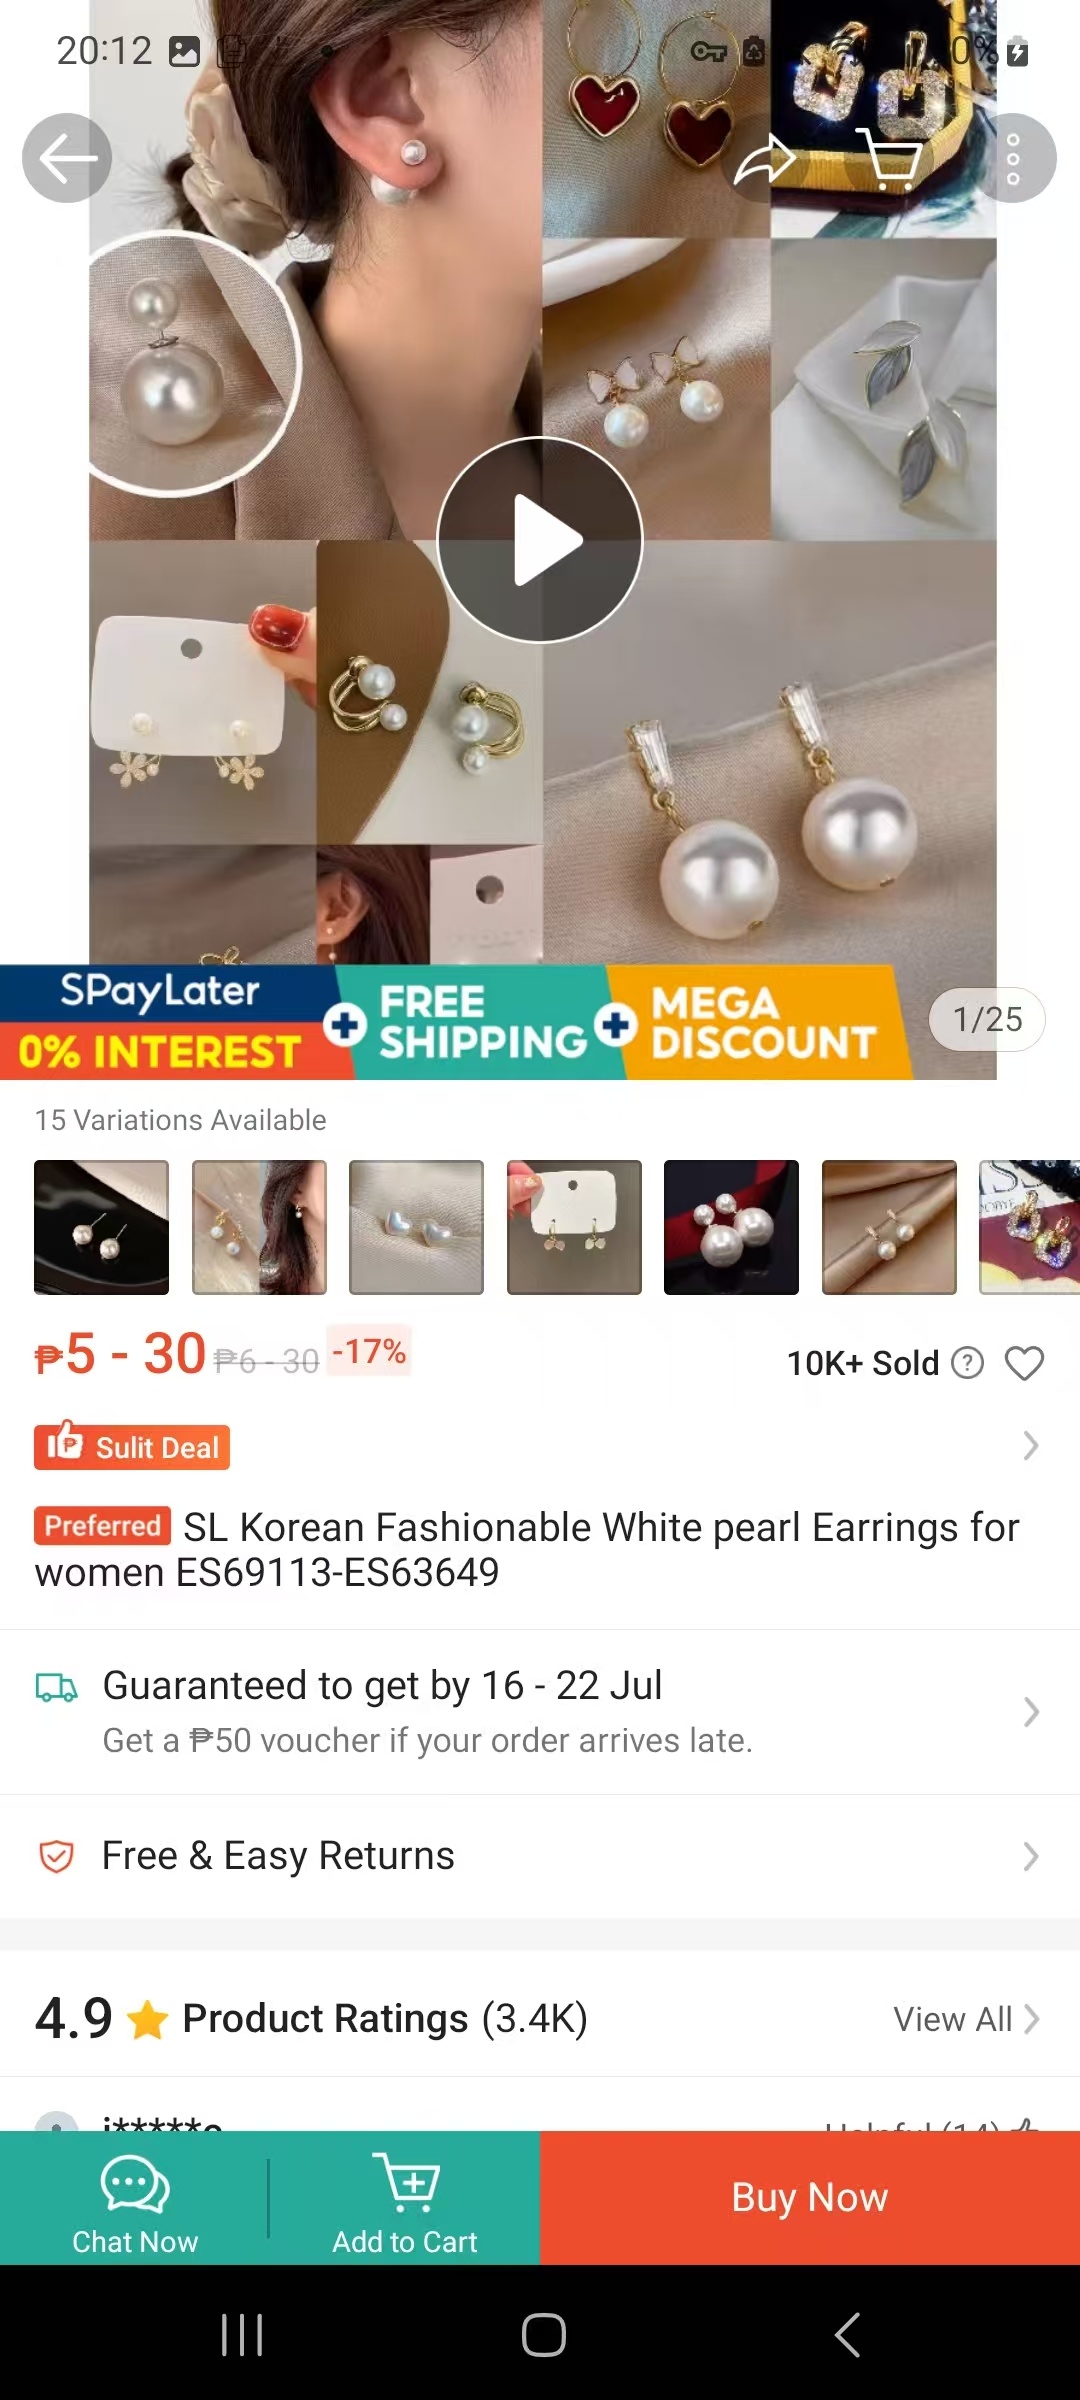 20:12
SPayLater
0% INTEREST
FREE
SHIPPING
MEGA
DISCOUNT
1/25
15 Variations Available
₱5 - 30 ₱6 - 30 -17%
10K+ Sold
Sulit Deal
Preferred SL Korean Fashionable White pearl Earrings for
women ES69113-ES63649
Guaranteed to get by 16 - 22 Jul
Get a ₱50 voucher if your order arrives late.
Free & Easy Returns
4.9 Product Ratings (3.4K)
View All
Chat Now
Add to Cart
Buy Now